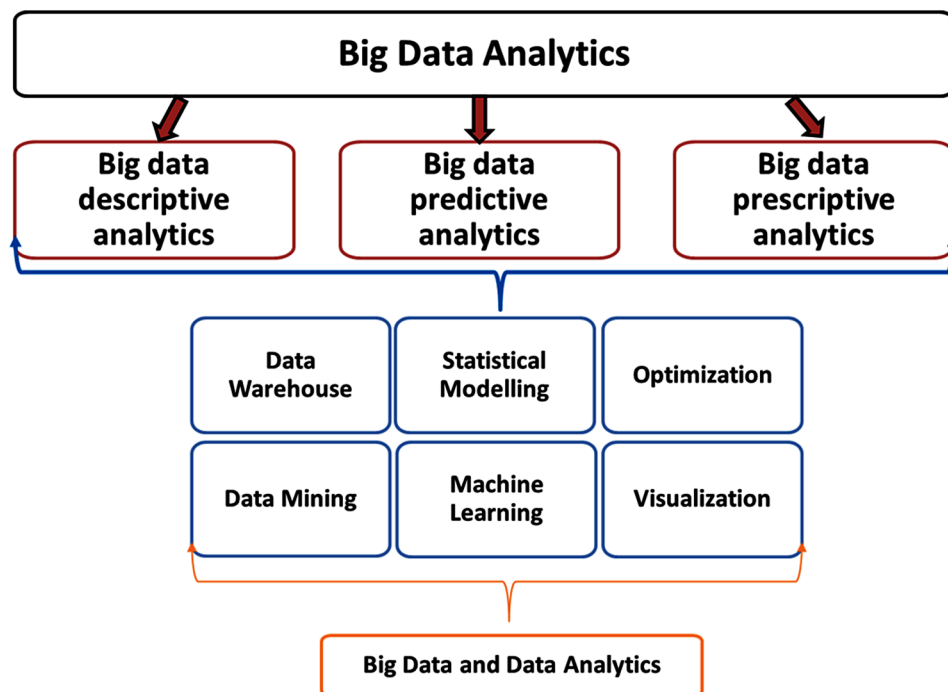 Big Data Analytics
Big data
descriptive
analytics
Big data
predictive
analytics
Big data
prescriptive
analytics
Data
Warehouse
Statistical
Modelling
Optimization
Data Mining
Machine
Learning
Visualization
Big Data and Data Analytics